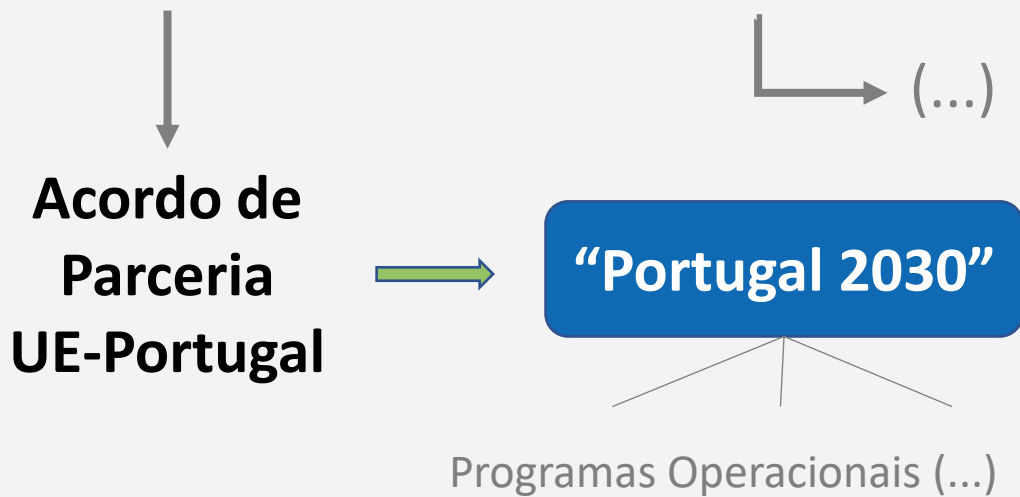 (...)
Acordo de
Parceria
UE-Portugal
“Portugal 2030”
Programas Operacionais (...)